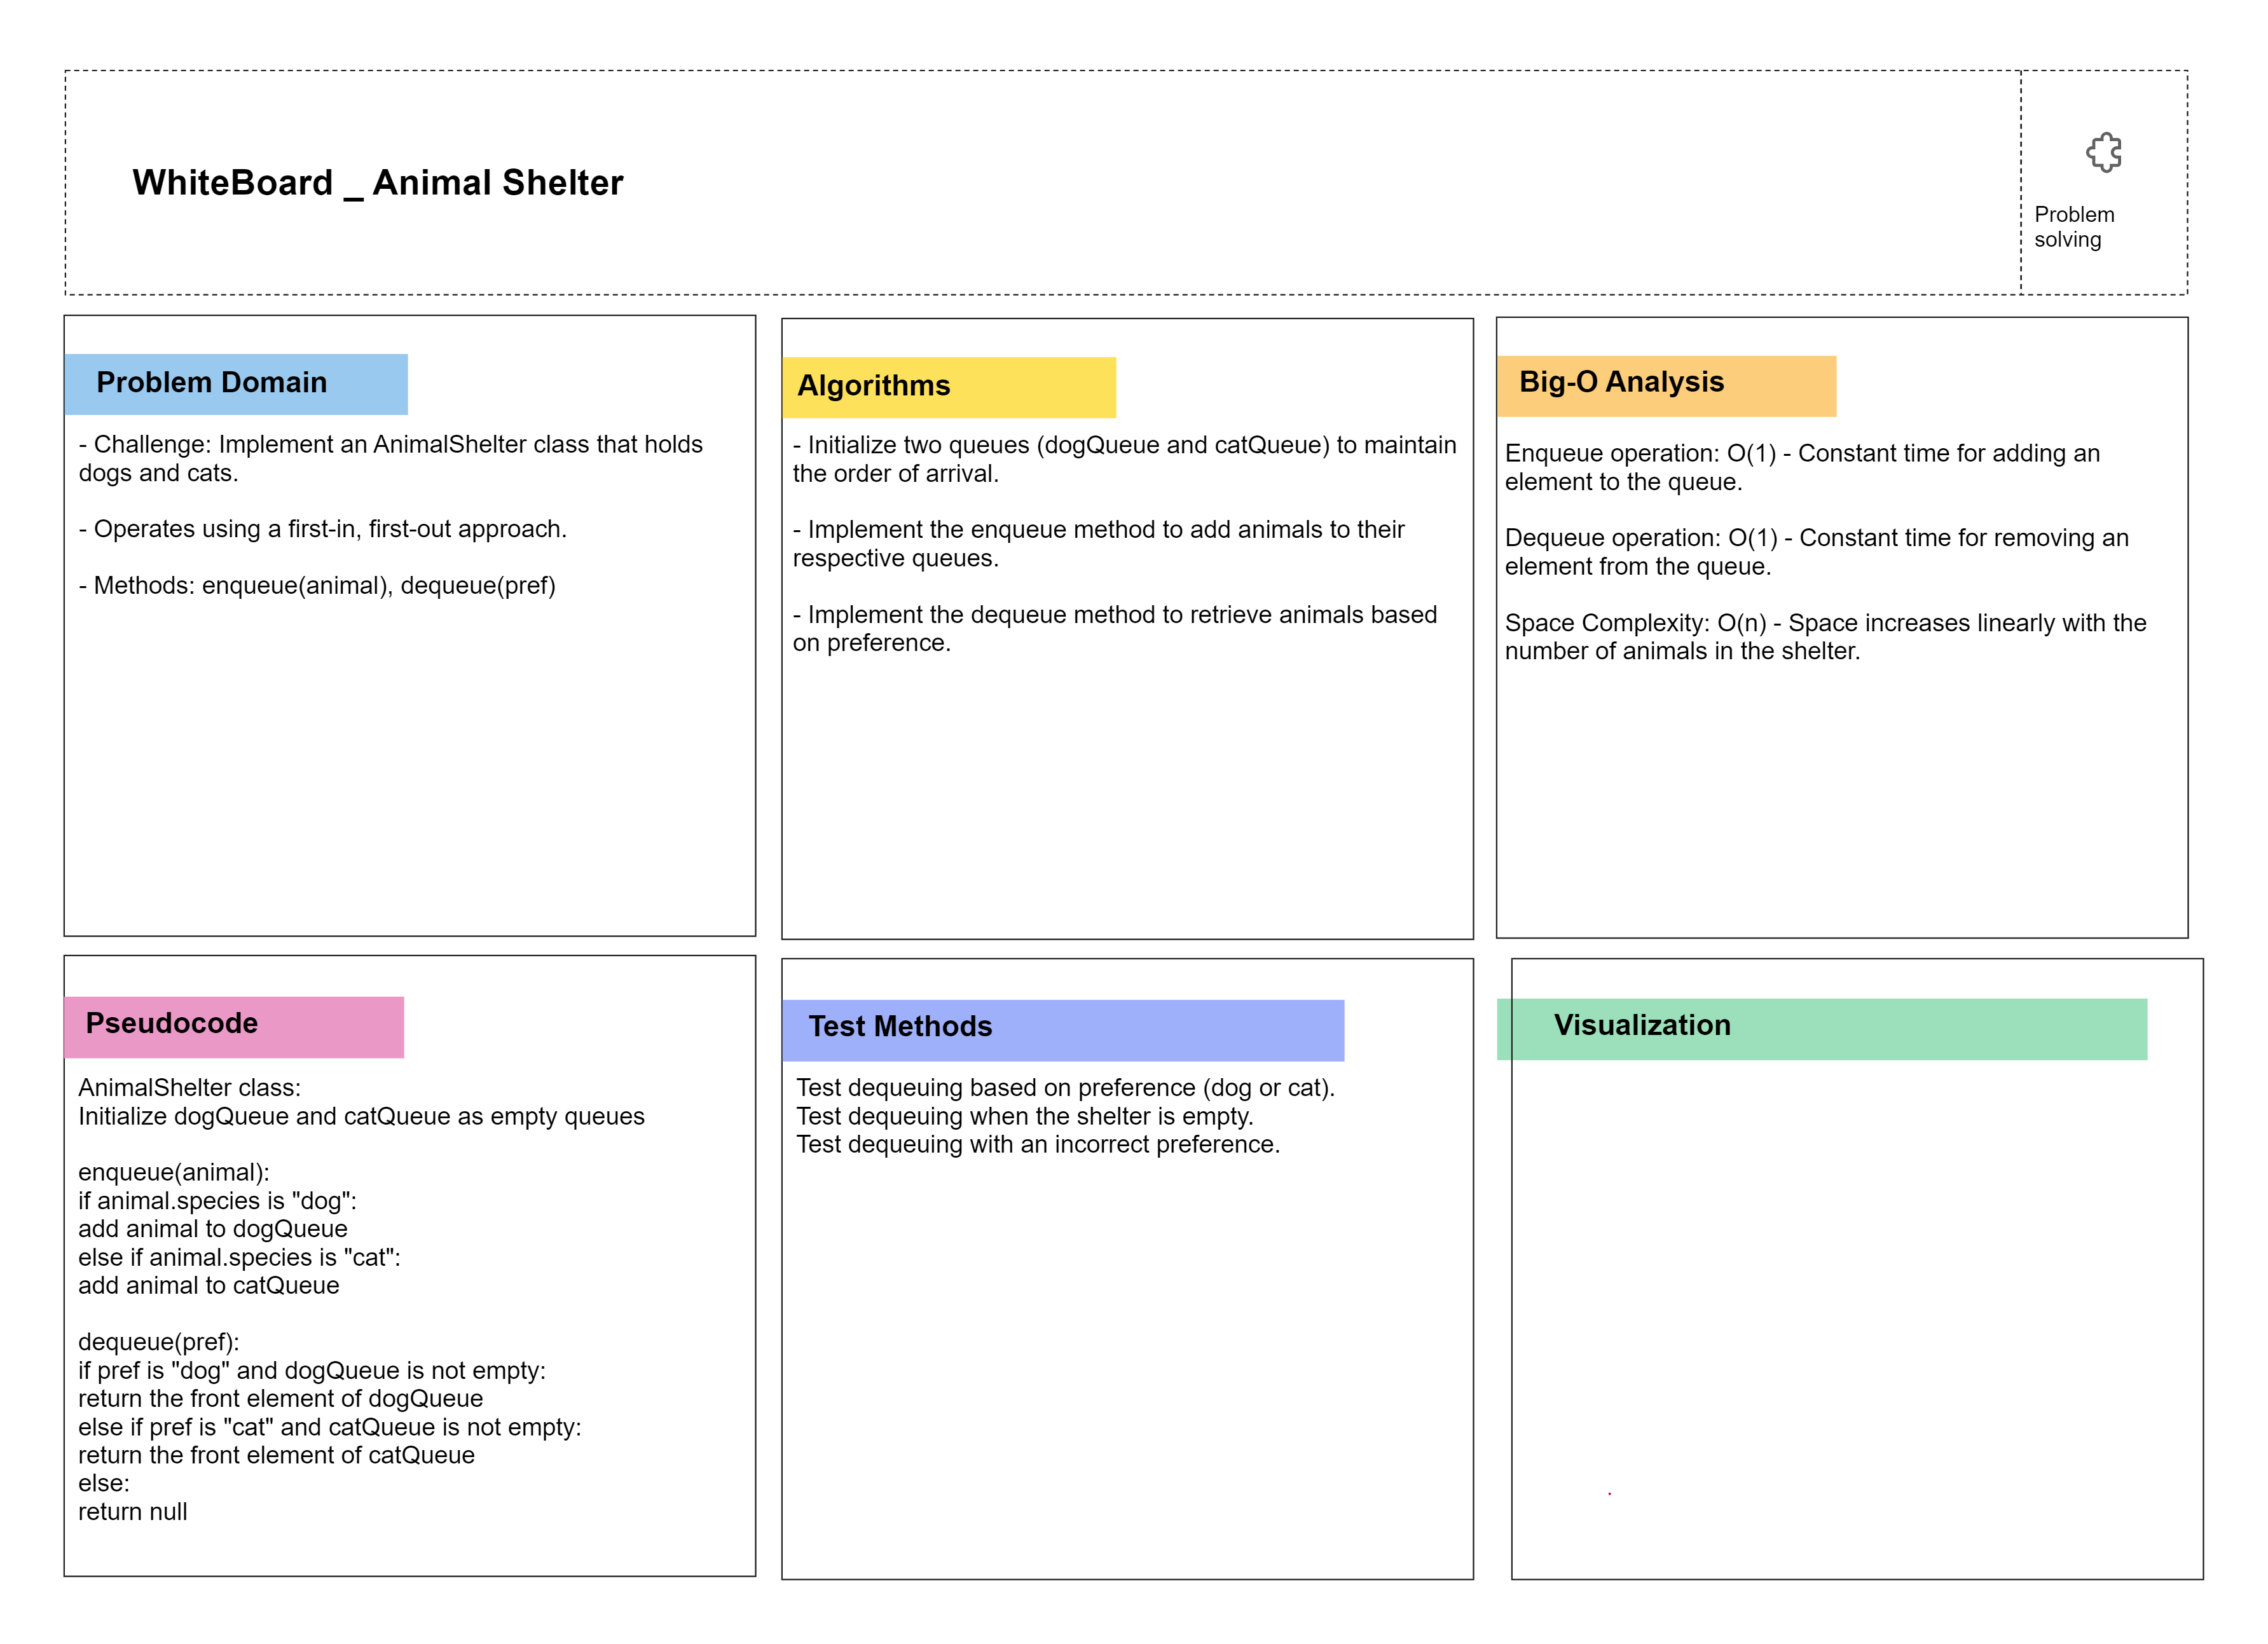 WhiteBoard _ Animal Shelter
Problem
solving
Problem Domain
- Challenge: Implement an AnimalShelter class that holds
dogs and cats.
- Operates using a first-in, first-out approach.
- Methods: enqueue(animal), dequeue(pref)
Algorithms
- Initialize two queues (dogQueue and catQueue) to maintain
the order of arrival.
- Implement the enqueue method to add animals to their
respective queues.
- Implement the dequeue method to retrieve animals based
on preference.
Big-O Analysis
Enqueue operation: O(1) - Constant time for adding an
element to the queue.
Dequeue operation: O(1) - Constant time for removing an
element from the queue.
Space Complexity: O(n) - Space increases linearly with the
number of animals in the shelter.
Pseudocode
AnimalShelter class:
Initialize dogQueue and catQueue as empty queues
enqueue(animal):
if animal.species is "dog":
add animal to dogQueue
else if animal.species is "cat":
add animal to catQueue
dequeue(pref):
if pref is "dog" and dogQueue is not empty:
return the front element of dogQueue
else if pref is "cat" and catQueue is not empty:
return the front element of catQueue
else:
return null
Test Methods
Test dequeuing based on preference (dog or cat).
Test dequeuing when the shelter is empty.
Test dequeuing with an incorrect preference.
Visualization